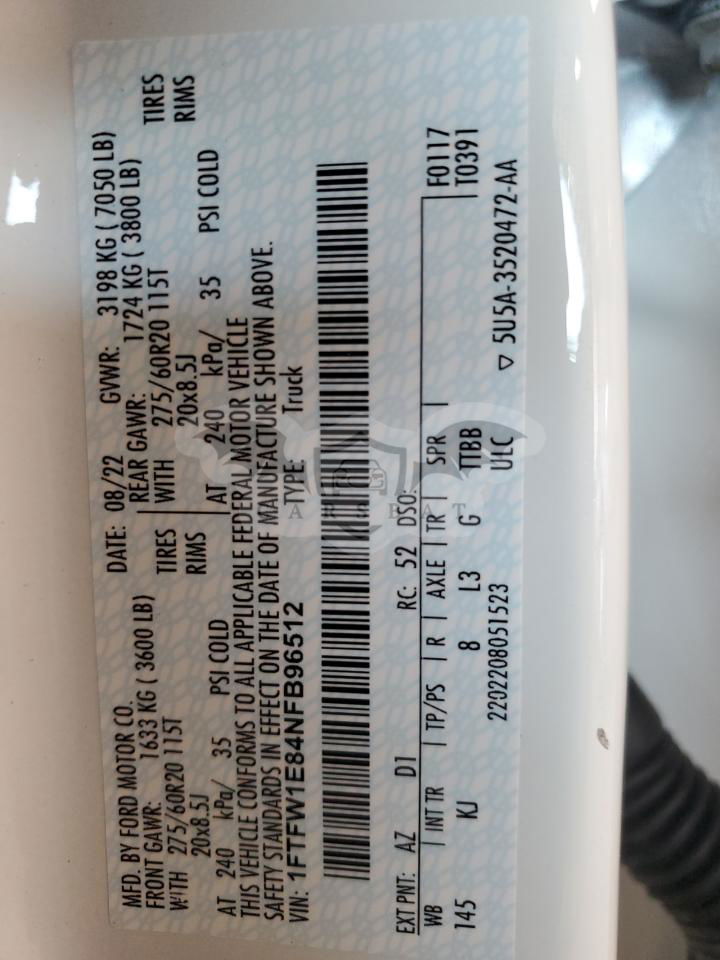 MFD. BY FORD MOTOR CO. DATE: 08/22 GVWR: 3198 KG ( 7050 LB)
FRONT GAWR: 1633 KG ( 3600 LB) REAR GAWR: 1724 KG ( 3800 LB)
WITH 275/60R20 115T TIRES WITH 275/60R20 115T TIRES
20x8.5J RIMS 20x8.5J RIMS
AT 240 kPa/ 35 PSI COLD AT 240 kPa/ 35 PSI COLD
THIS VEHICLE CONFORMS TO ALL APPLICABLE FEDERAL MOTOR VEHICLE
SAFETY STANDARDS IN EFFECT ON THE DATE OF MANUFACTURE SHOWN ABOVE.
VIN: 1FTFW1E84NFB96512 TYPE: Truck
ARSBAT
EXT PNT: AZ D1 RC: 52 DSO: F0117
WB INT TR TP/PS R AXLE TR SPR T0391
145 KJ 8 L3 G TTBB
2202208051523 ULC ▽ 5U5A-3520472-AA